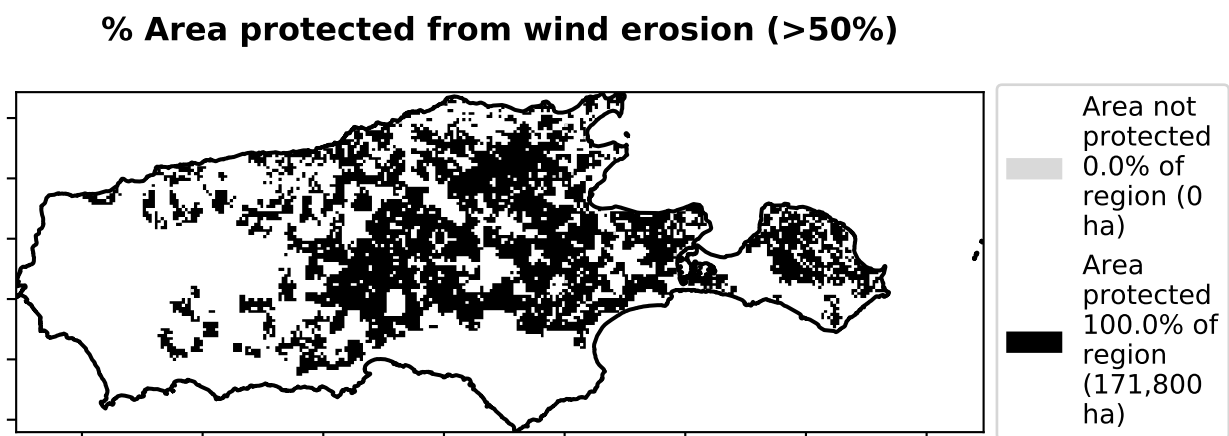 % Area protected from wind erosion (>50%)
Area not
protected
0.0% of
region (0
ha)
Area
protected
100.0% of
region
(171,800
ha)